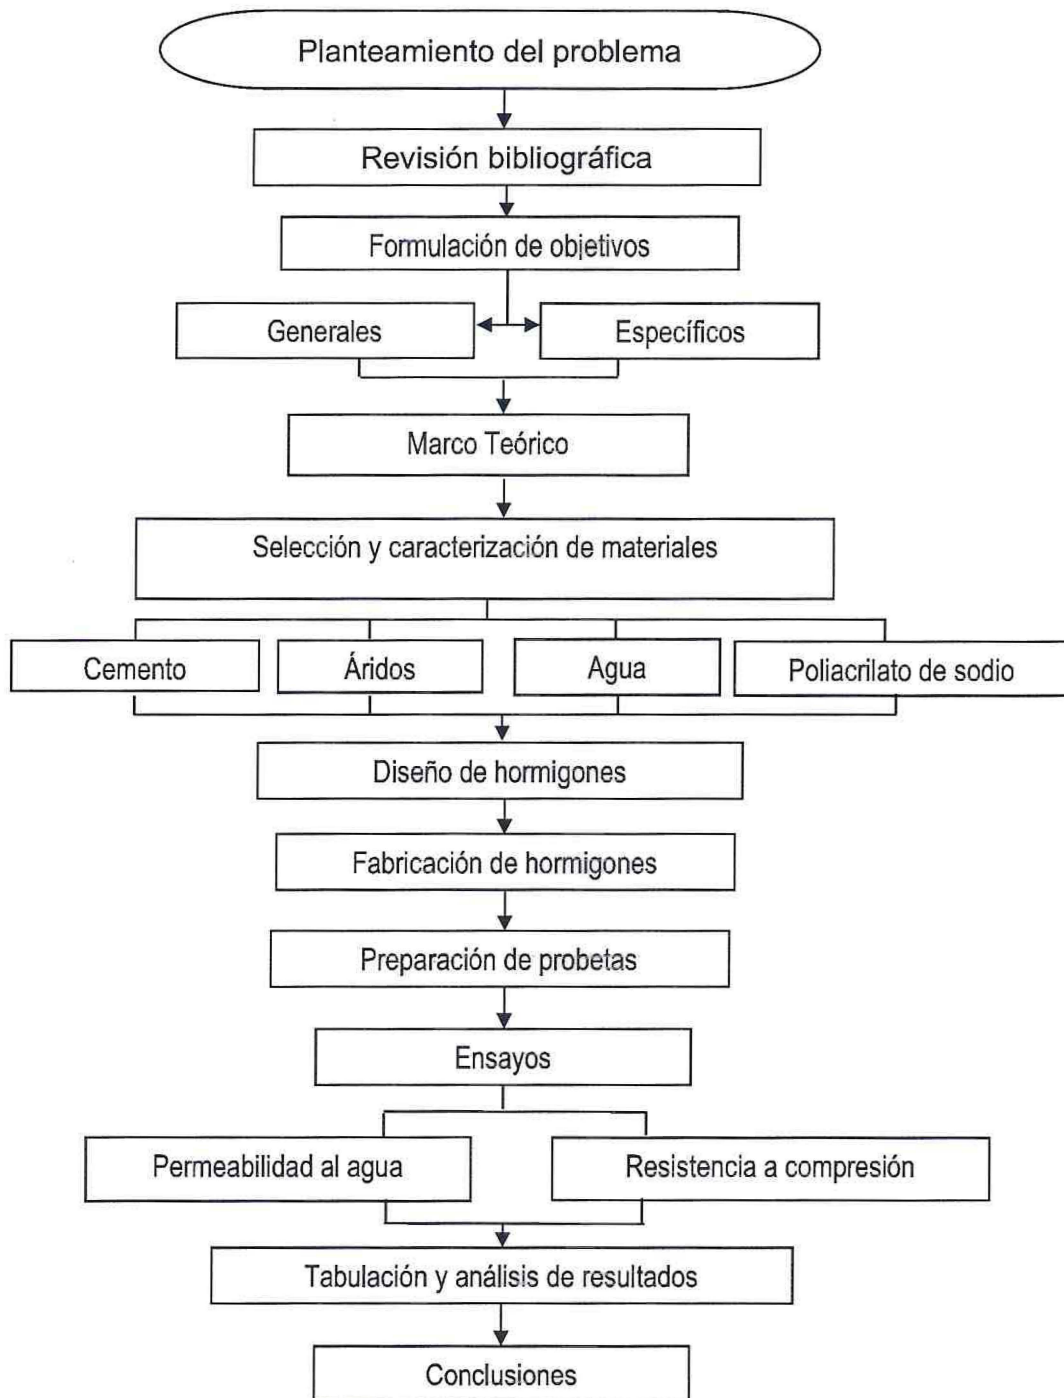 Planteamiento del problema
Revisión bibliográfica
Formulación de objetivos
Generales
Específicos
Marco Teórico
Selección y caracterización de materiales
Cemento
Áridos
Agua
Poliacrilato de sodio
Diseño de hormigones
Fabricación de hormigones
Preparación de probetas
Ensayos
Permeabilidad al agua
Resistencia a compresión
Tabulación y análisis de resultados
Conclusiones